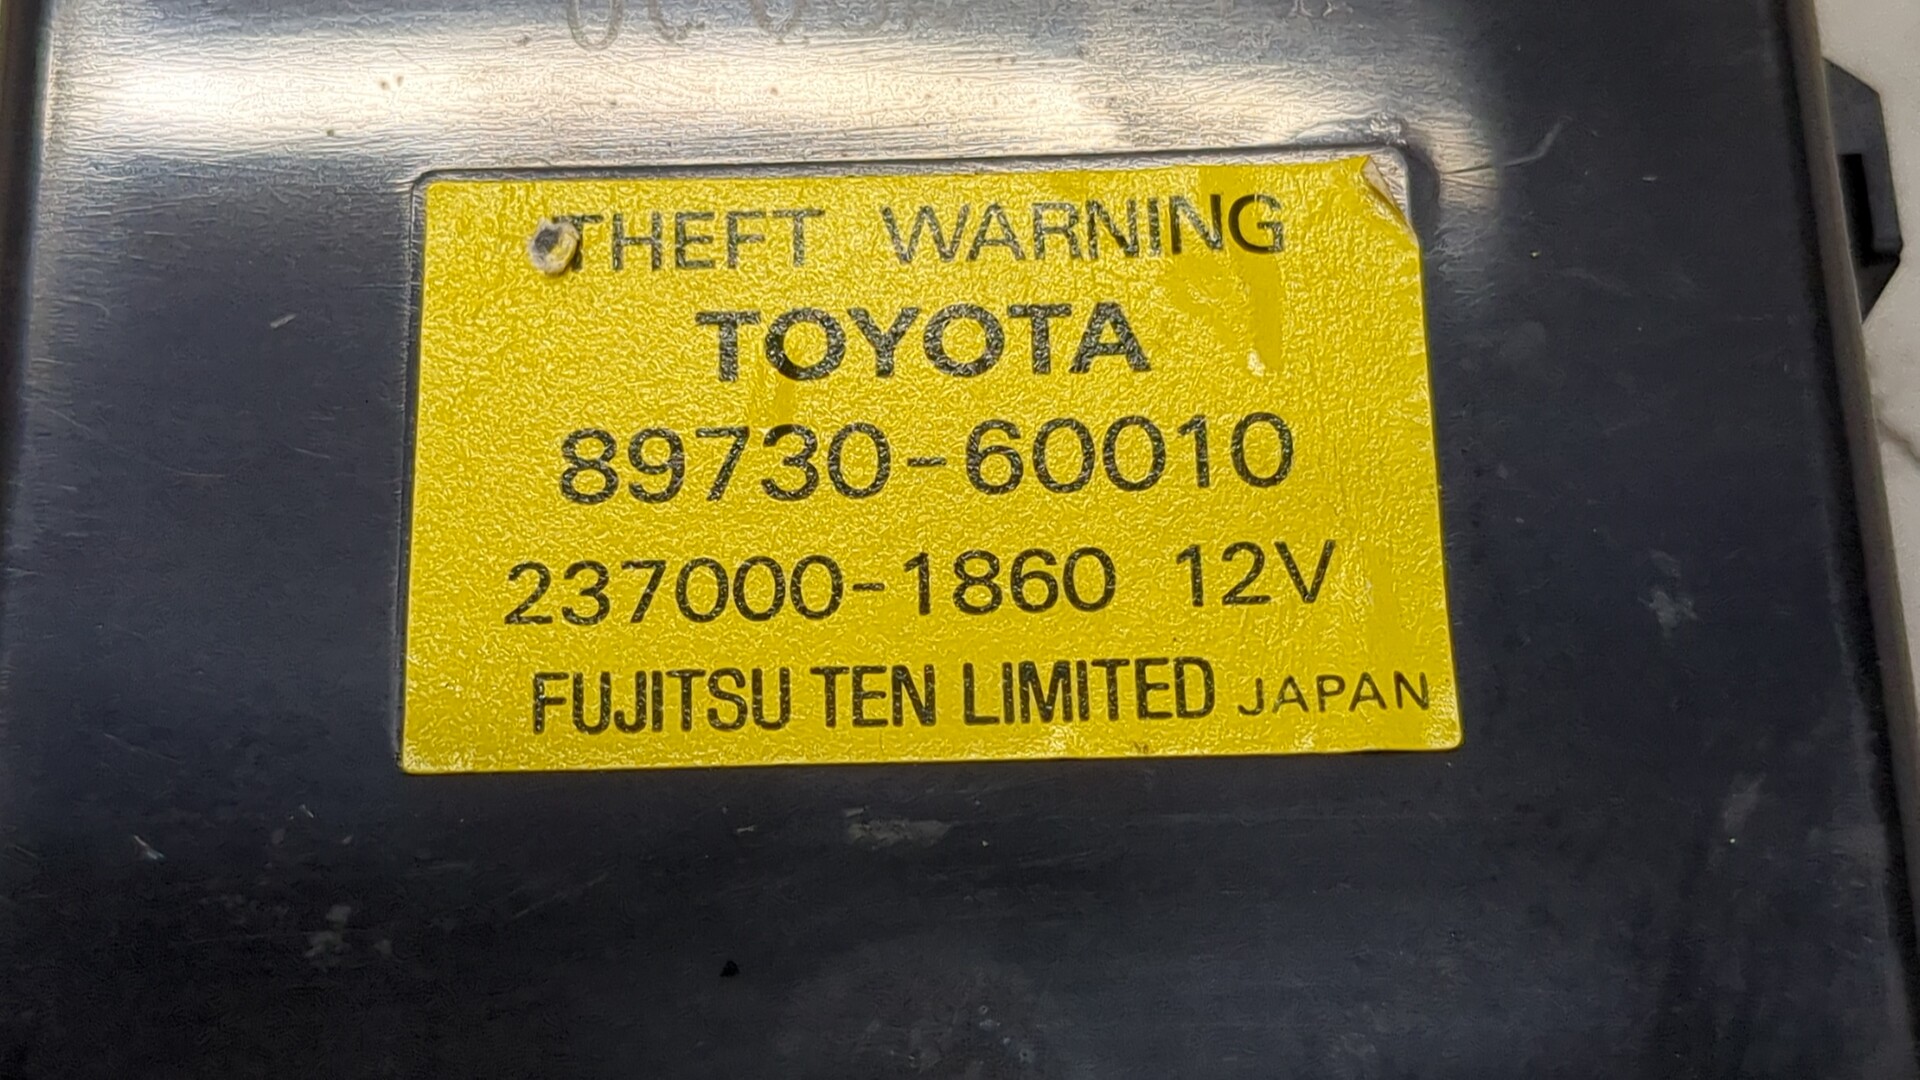 THEFT WARNING
TOYOTA
89730-60010
237000-1860 12V
FUJITSU TEN LIMITED JAPAN